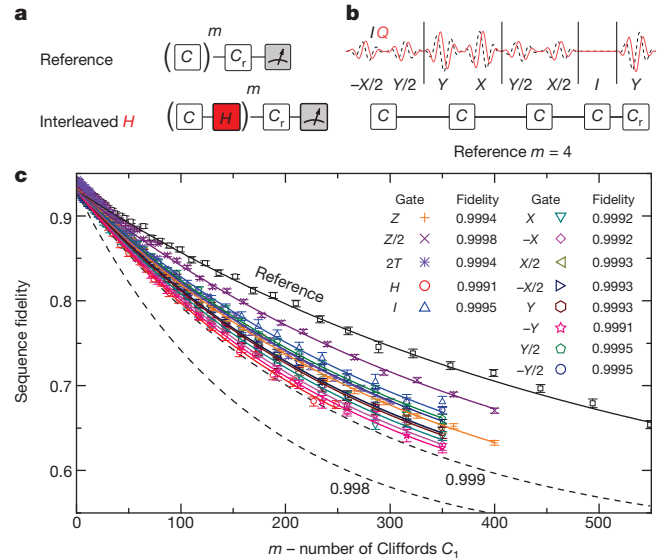 a
Reference
( C ) m Cr
Interleaved H
( C H ) m Cr
b
I Q
−X/2 Y/2 Y X Y/2 X/2 I Y
C C C C Cr
Reference m = 4
c
Gate Fidelity Gate Fidelity
Z 0.9994 X 0.9992
Z/2 0.9998 −X 0.9992
2T 0.9994 X/2 0.9993
H 0.9991 −X/2 0.9993
I 0.9995 Y 0.9993
−Y 0.9991
Y/2 0.9995
−Y/2 0.9995
Reference
0.998
0.999
Sequence fidelity
0.9
0.8
0.7
0.6
0 100 200 300 400 500
m – number of Cliffords C1